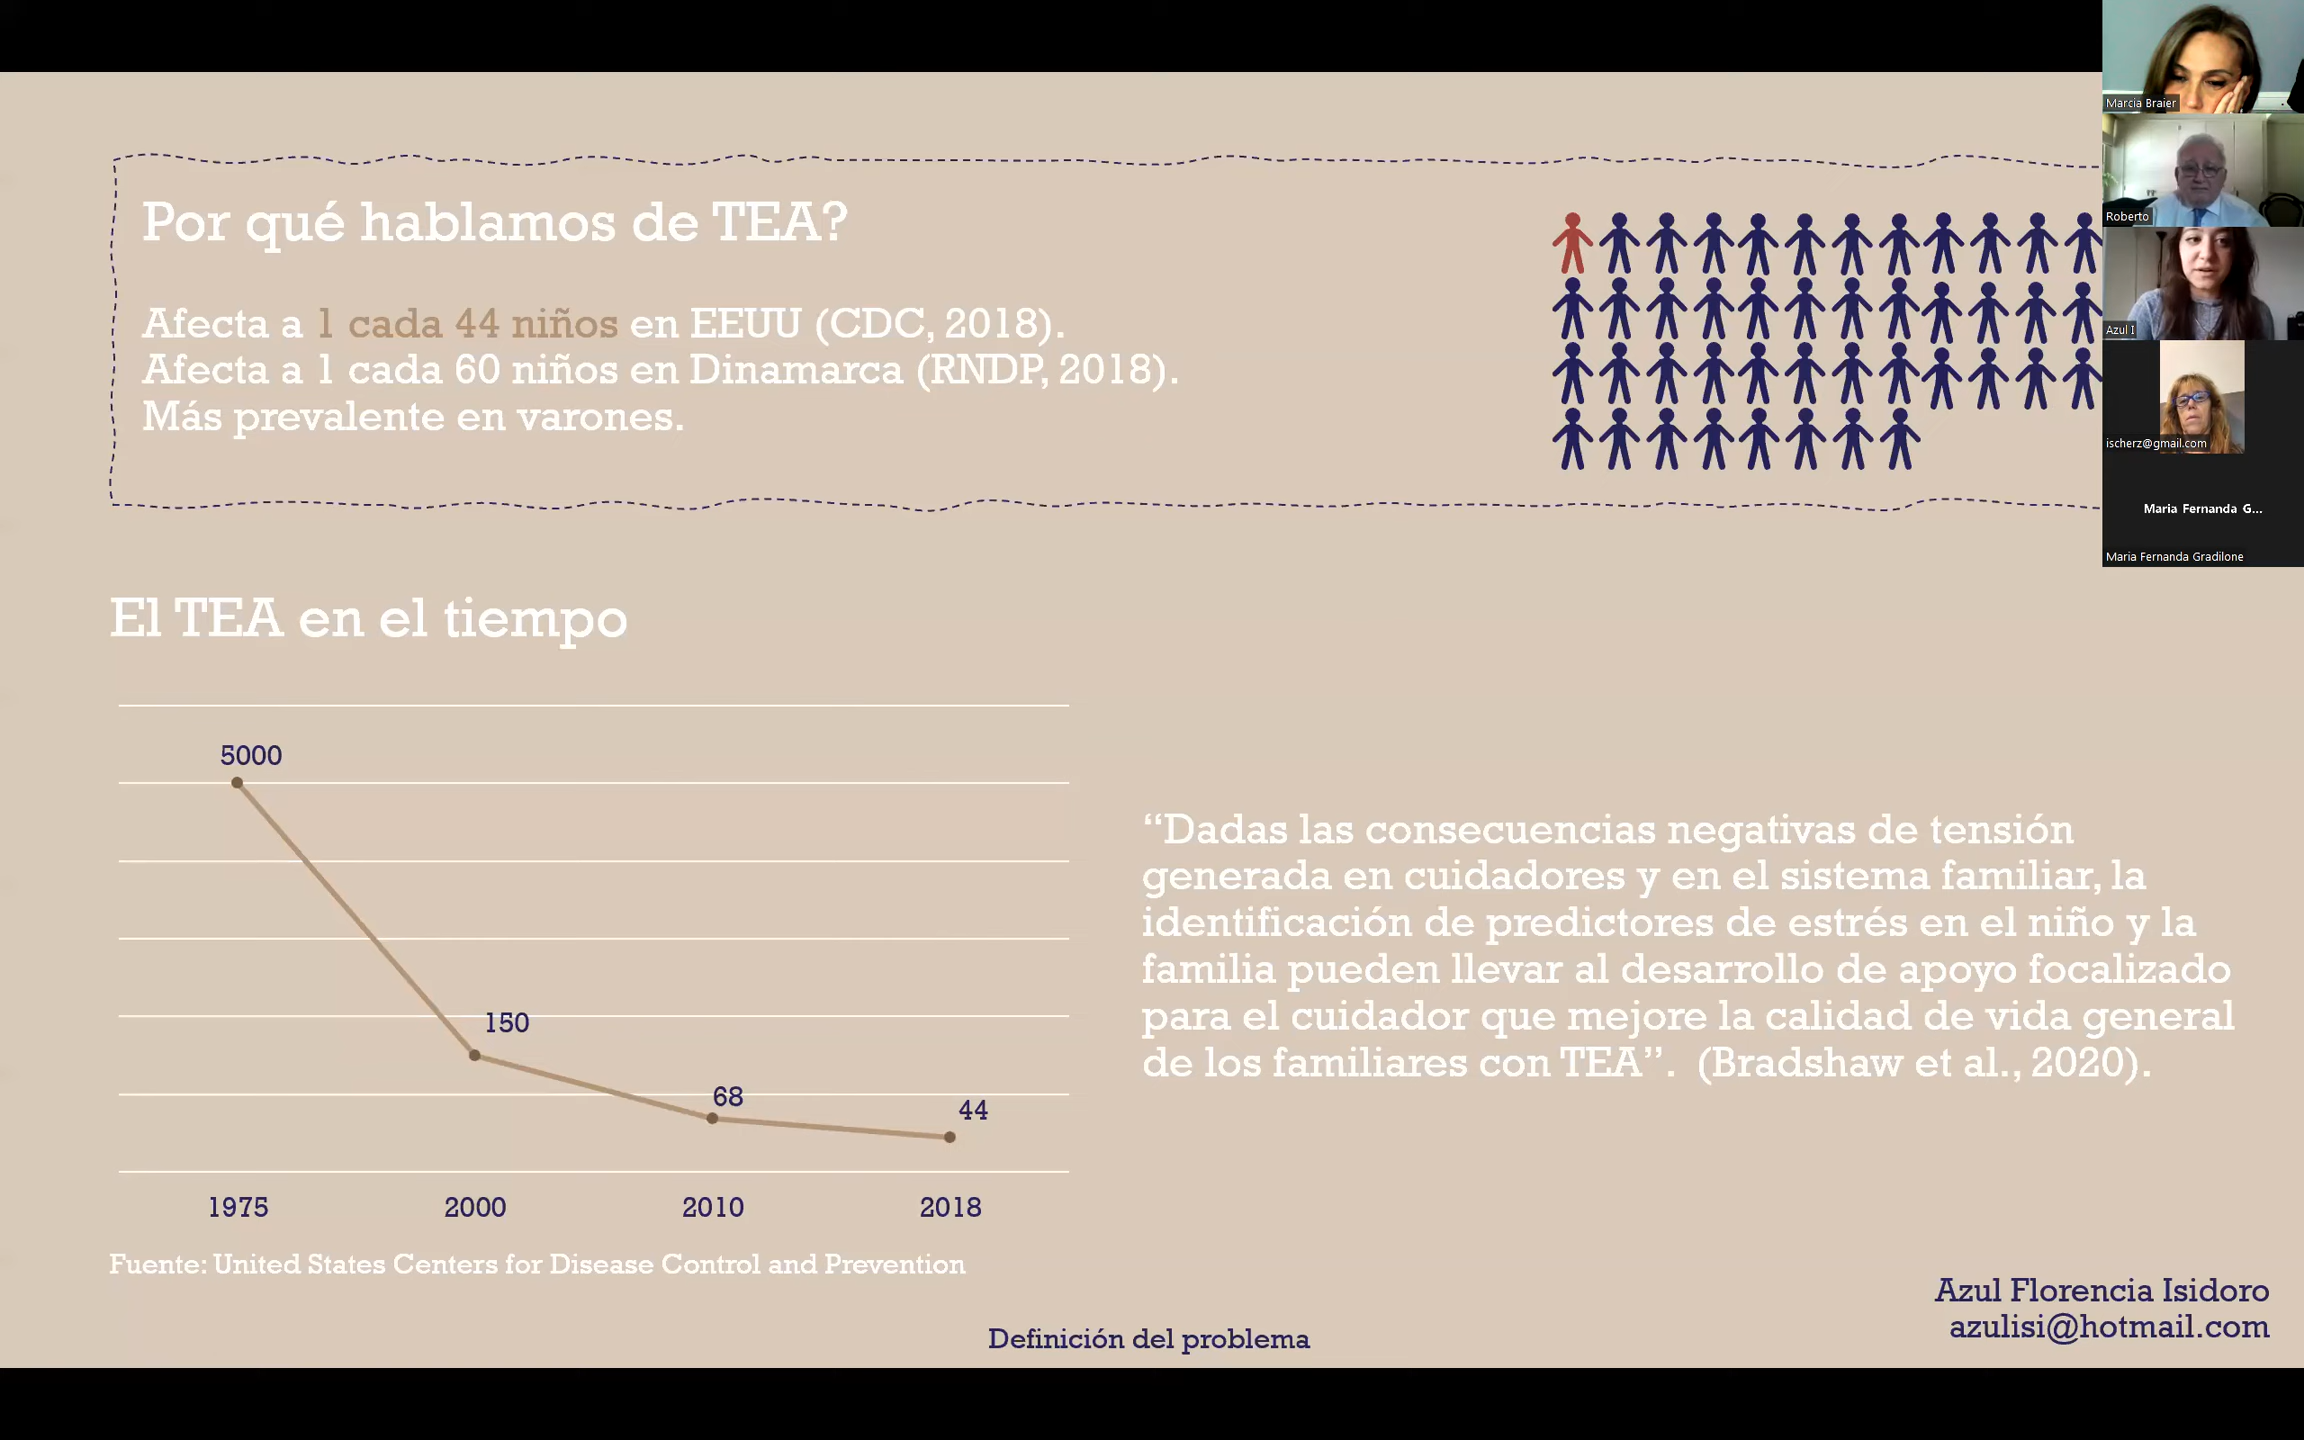 Por qué hablamos de TEA?
Afecta a 1 cada 44 niños en EEUU (CDC, 2018).
Afecta a 1 cada 60 niños en Dinamarca (RNDP, 2018).
Más prevalente en varones.
Marcia Braier
Roberto
Azul I
ischerz@gmail.com
Maria Fernanda G...
Maria Fernanda Gradilone
El TEA en el tiempo
5000
150
68
44
1975 2000 2010 2018
Fuente: United States Centers for Disease Control and Prevention
“Dadas las consecuencias negativas de tensión
generada en cuidadores y en el sistema familiar, la
identificación de predictores de estrés en el niño y la
familia pueden llevar al desarrollo de apoyo focalizado
para el cuidador que mejore la calidad de vida general
de los familiares con TEA”. (Bradshaw et al., 2020).
Azul Florencia Isidoro
azulisi@hotmail.com
Definición del problema